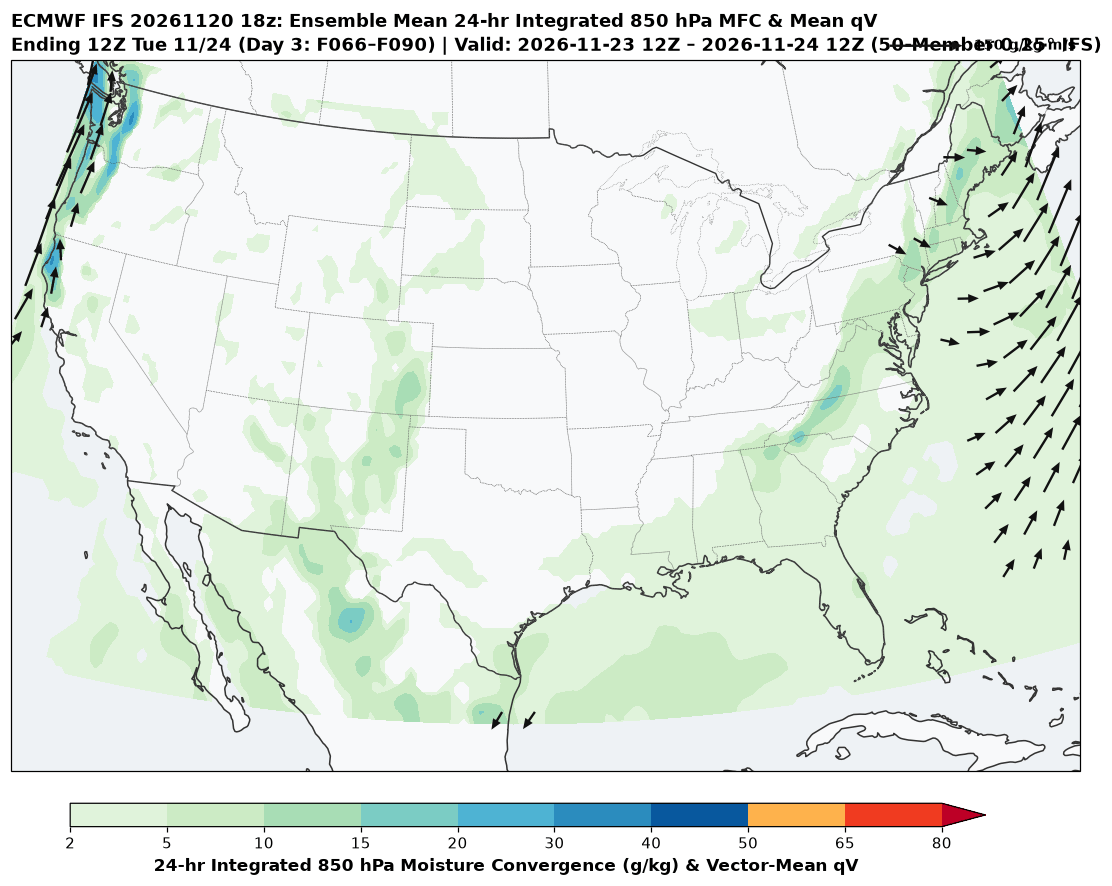 ECMWF IFS 20261120 18z: Ensemble Mean 24-hr Integrated 850 hPa MFC & Mean qV
Ending 12Z Tue 11/24 (Day 3: F066–F090) | Valid: 2026-11-23 12Z – 2026-11-24 12Z (50-Member 0.25° IFS)
150 g/kg·m/s
2 5 10 15 20 30 40 50 65 80
24-hr Integrated 850 hPa Moisture Convergence (g/kg) & Vector-Mean qV